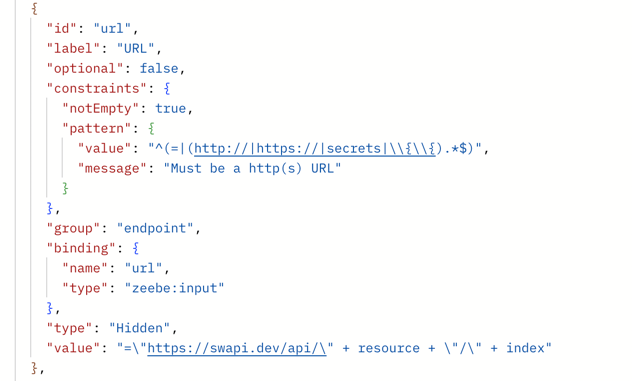 {
"id": "url",
"label": "URL",
"optional": false,
"constraints": {
"notEmpty": true,
"pattern": {
"value": "^(=|(http://|https://|secrets|\\{\\{).*$)",
"message": "Must be a http(s) URL"
}
},
"group": "endpoint",
"binding": {
"name": "url",
"type": "zeebe:input"
},
"type": "Hidden",
"value": "=\"https://swapi.dev/api/\" + resource + \"/\" + index"
},